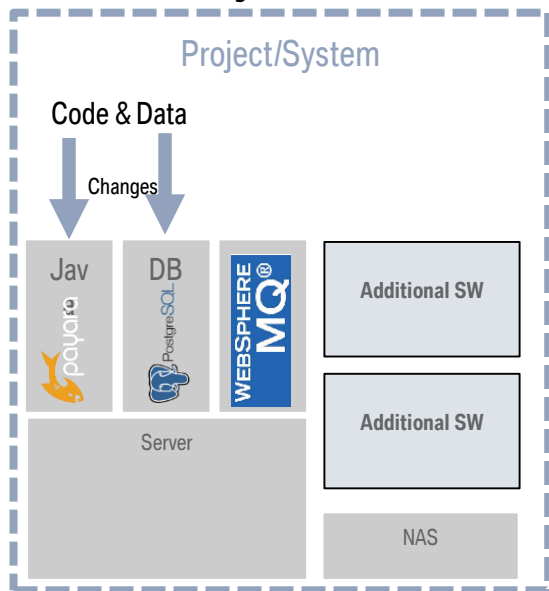 Project/System
Code & Data
Changes
Jav
DB
payara
PostgreSQL
WEBSPHERE
MQ®
Additional SW
Additional SW
Server
NAS